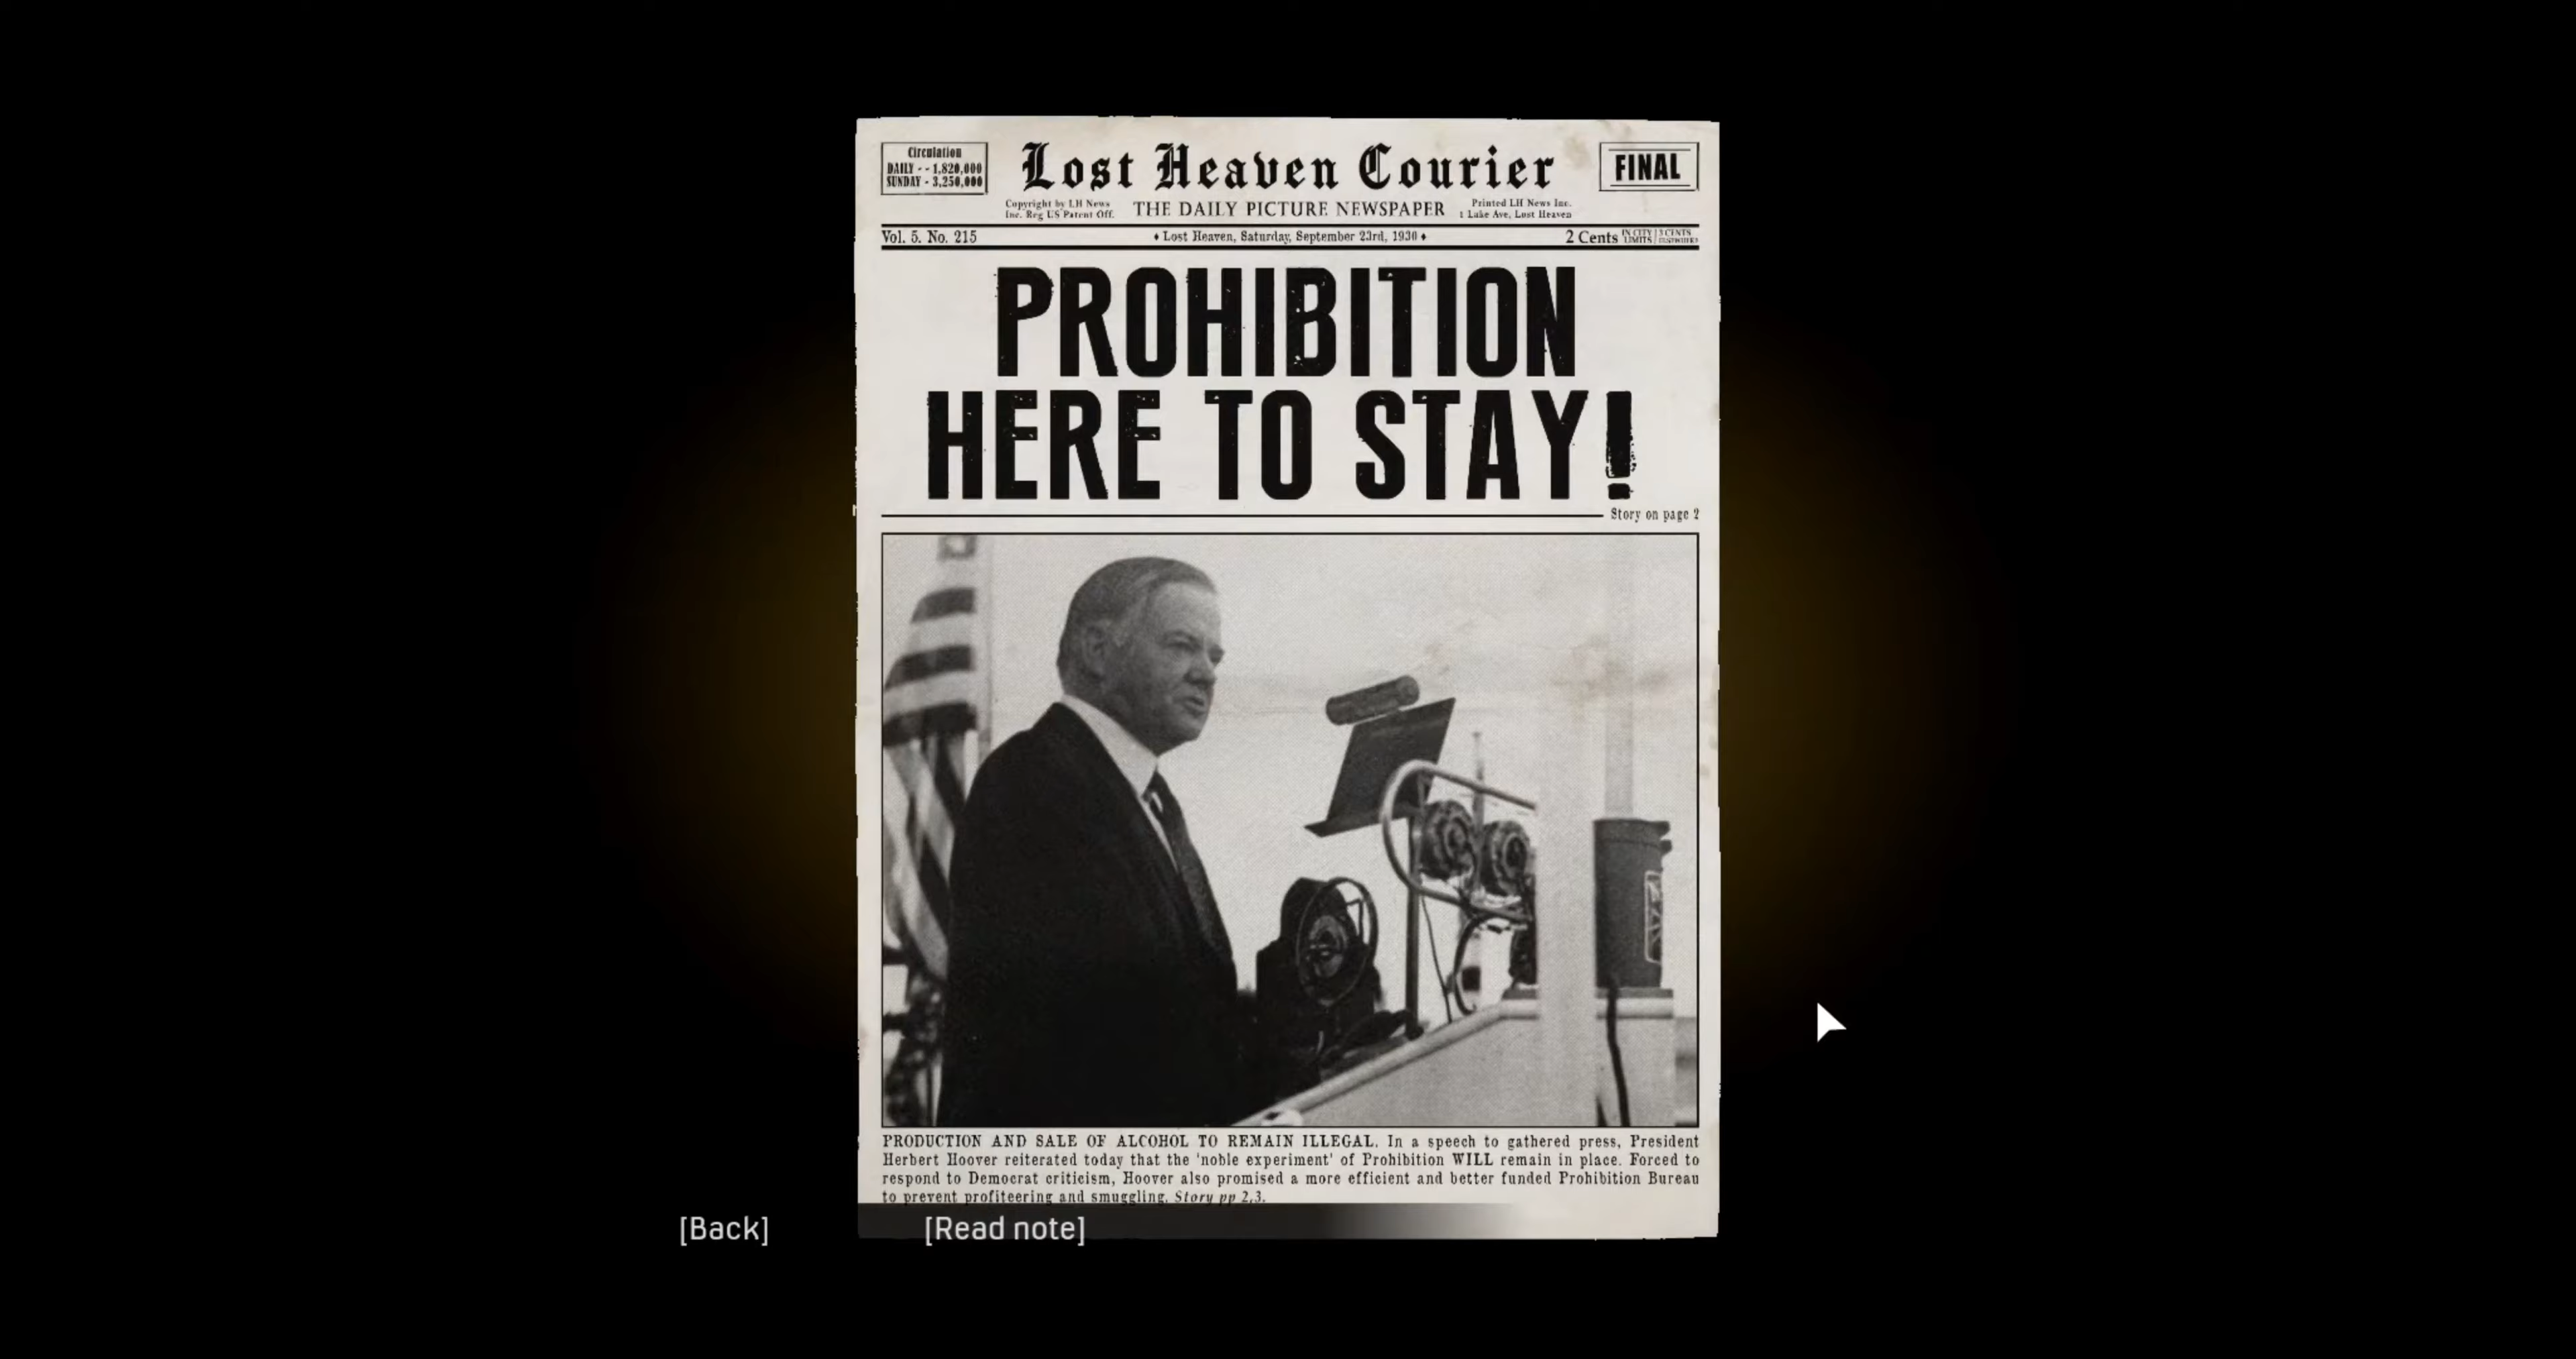 Circulation
DAILY - - 1,820,000
SUNDAY - 3,250,000
Lost Heaven Courier
FINAL
Copyright by LH News
Inc. Reg US Patent Off.
THE DAILY PICTURE NEWSPAPER
Printed LH News Inc.
1 Lake Ave, Lost Heaven
Vol. 5. No. 215
♦ Lost Heaven, Saturday, September 23rd, 1930 ♦
2 Cents
IN CITY
LIMITS
3 CENTS
PROHIBITION
HERE TO STAY!
Story on page 2
PRODUCTION AND SALE OF ALCOHOL TO REMAIN ILLEGAL. In a speech to gathered press, President
Herbert Hoover reiterated today that the 'noble experiment' of Prohibition WILL remain in place. Forced to
respond to Democrat criticism, Hoover also promised a more efficient and better funded Prohibition Bureau
to prevent profiteering and smuggling. Story pp 2,3.
[Back]
[Read note]